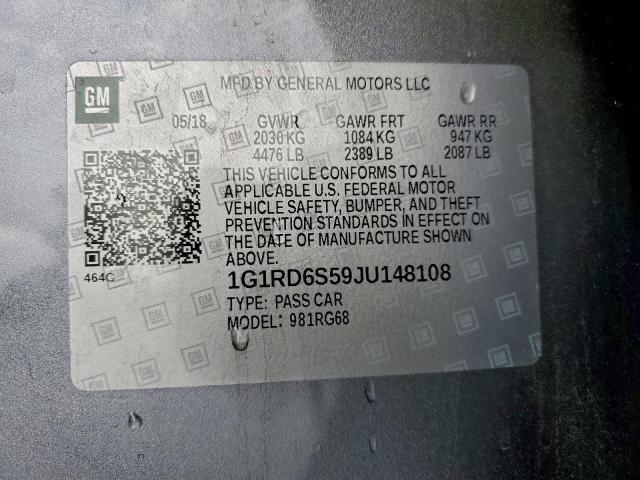 GM
MFD BY GENERAL MOTORS LLC
05/18 GVWR GAWR FRT GAWR RR
2030 KG 1084 KG 947 KG
4476 LB 2389 LB 2087 LB
THIS VEHICLE CONFORMS TO ALL
APPLICABLE U.S. FEDERAL MOTOR
VEHICLE SAFETY, BUMPER, AND THEFT
PREVENTION STANDARDS IN EFFECT ON
THE DATE OF MANUFACTURE SHOWN
ABOVE.
464C
1G1RD6S59JU148108
TYPE: PASS CAR
MODEL: 981RG68